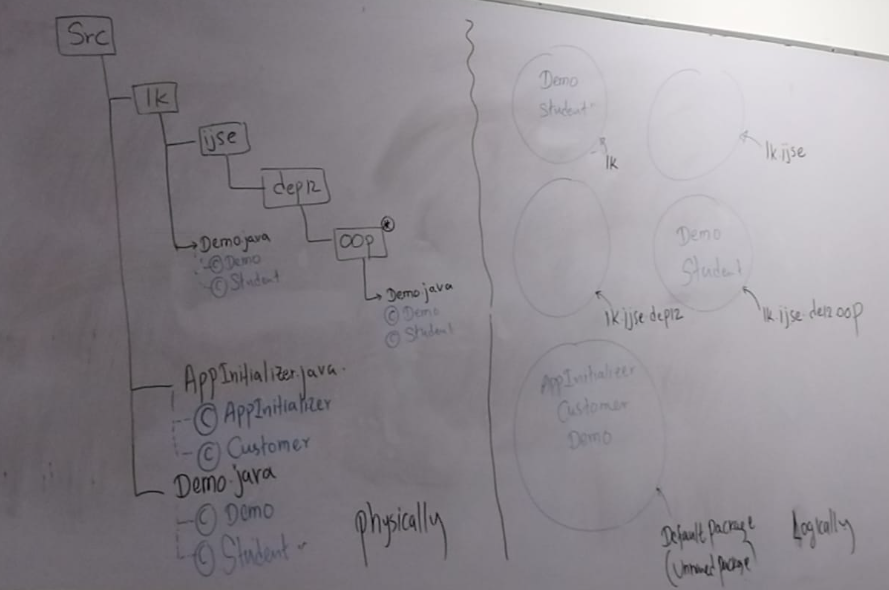 Src
lk
ijse
dep12
OOP
Demo.java
© Demo
© Student
Demo.java
© Demo
© Student
AppInitializer.java
© AppInitializer
© Customer
Demo.java
© Demo
© Student
physically
Demo
Student
lk
lk ijse
lk ijse dep12
Demo
Student
lk ijse de12 OOP
AppInitializer
Customer
Demo
Default package
(Unnamed package)
Logically